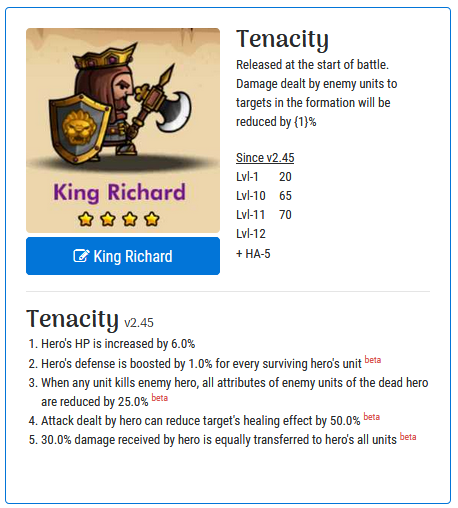 Tenacity
Released at the start of battle.
Damage dealt by enemy units to
targets in the formation will be
reduced by {1}%
Since v2.45
Lvl-1 20
Lvl-10 65
Lvl-11 70
Lvl-12
+ HA-5
King Richard
King Richard
Tenacity v2.45
1. Hero's HP is increased by 6.0%
2. Hero's defense is boosted by 1.0% for every surviving hero's unit beta
3. When any unit kills enemy hero, all attributes of enemy units of the dead hero
are reduced by 25.0% beta
4. Attack dealt by hero can reduce target's healing effect by 50.0% beta
5. 30.0% damage received by hero is equally transferred to hero's all units beta